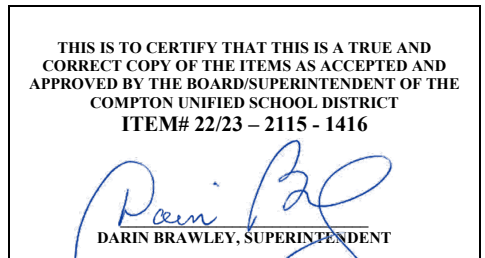 THIS IS TO CERTIFY THAT THIS IS A TRUE AND
CORRECT COPY OF THE ITEMS AS ACCEPTED AND
APPROVED BY THE BOARD/SUPERINTENDENT OF THE
COMPTON UNIFIED SCHOOL DISTRICT
ITEM# 22/23 – 2115 - 1416
DARIN BRAWLEY, SUPERINTENDENT